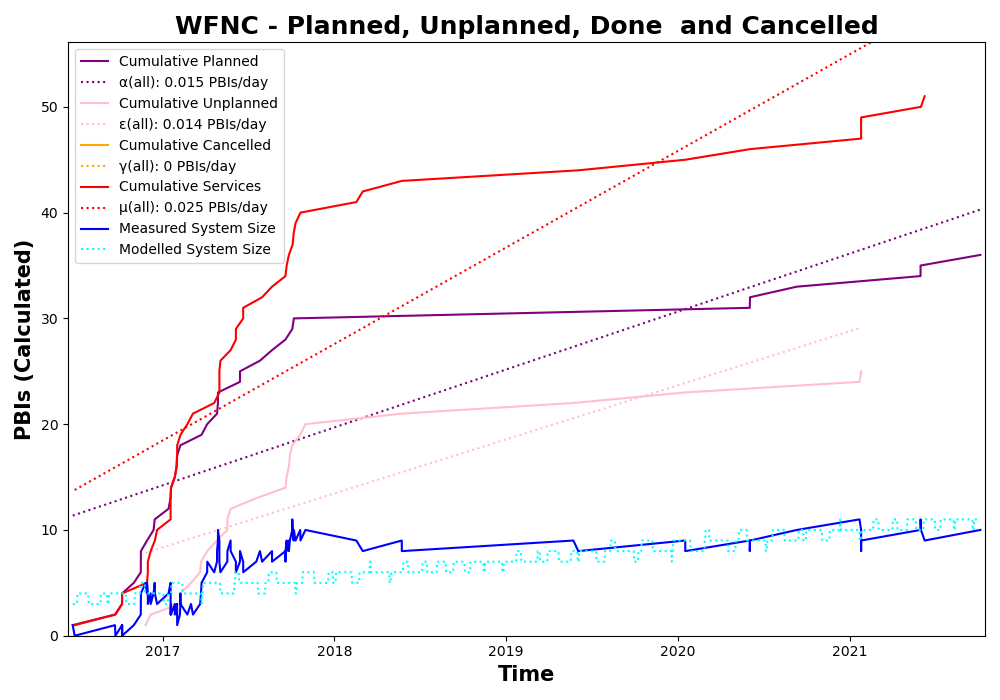 WFNC - Planned, Unplanned, Done  and Cancelled
Cumulative Planned
α(all): 0.015 PBIs/day
Cumulative Unplanned
ε(all): 0.014 PBIs/day
Cumulative Cancelled
γ(all): 0 PBIs/day
Cumulative Services
μ(all): 0.025 PBIs/day
Measured System Size
Modelled System Size
PBIs (Calculated)
50
40
30
20
10
0
2017
2018
2019
2020
2021
Time